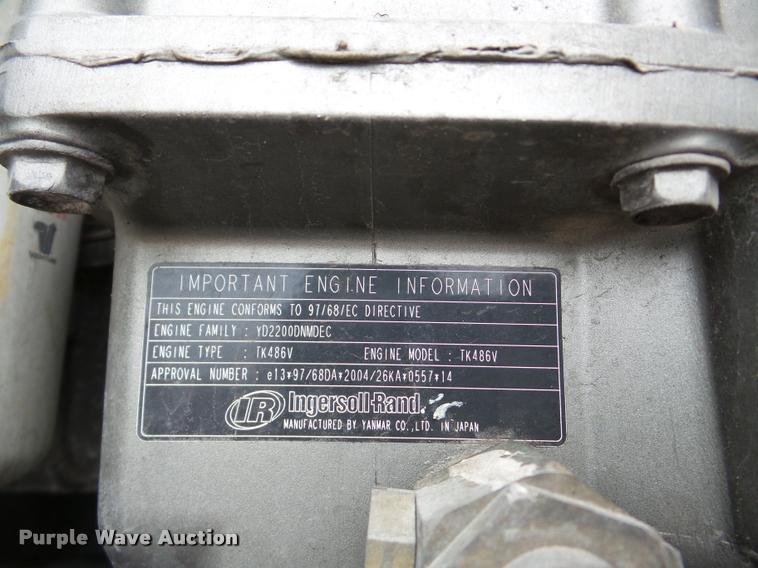 IMPORTANT ENGINE INFORMATION
THIS ENGINE CONFORMS TO 97/68/EC DIRECTIVE
ENGINE FAMILY : YD2200DNMDEC
ENGINE TYPE : TK486V ENGINE MODEL : TK486V
APPROVAL NUMBER : e13*97/68DA*2004/26KA*0557*14
IR Ingersoll-Rand
MANUFACTURED BY YANMAR CO.,LTD. IN JAPAN
Purple Wave Auction